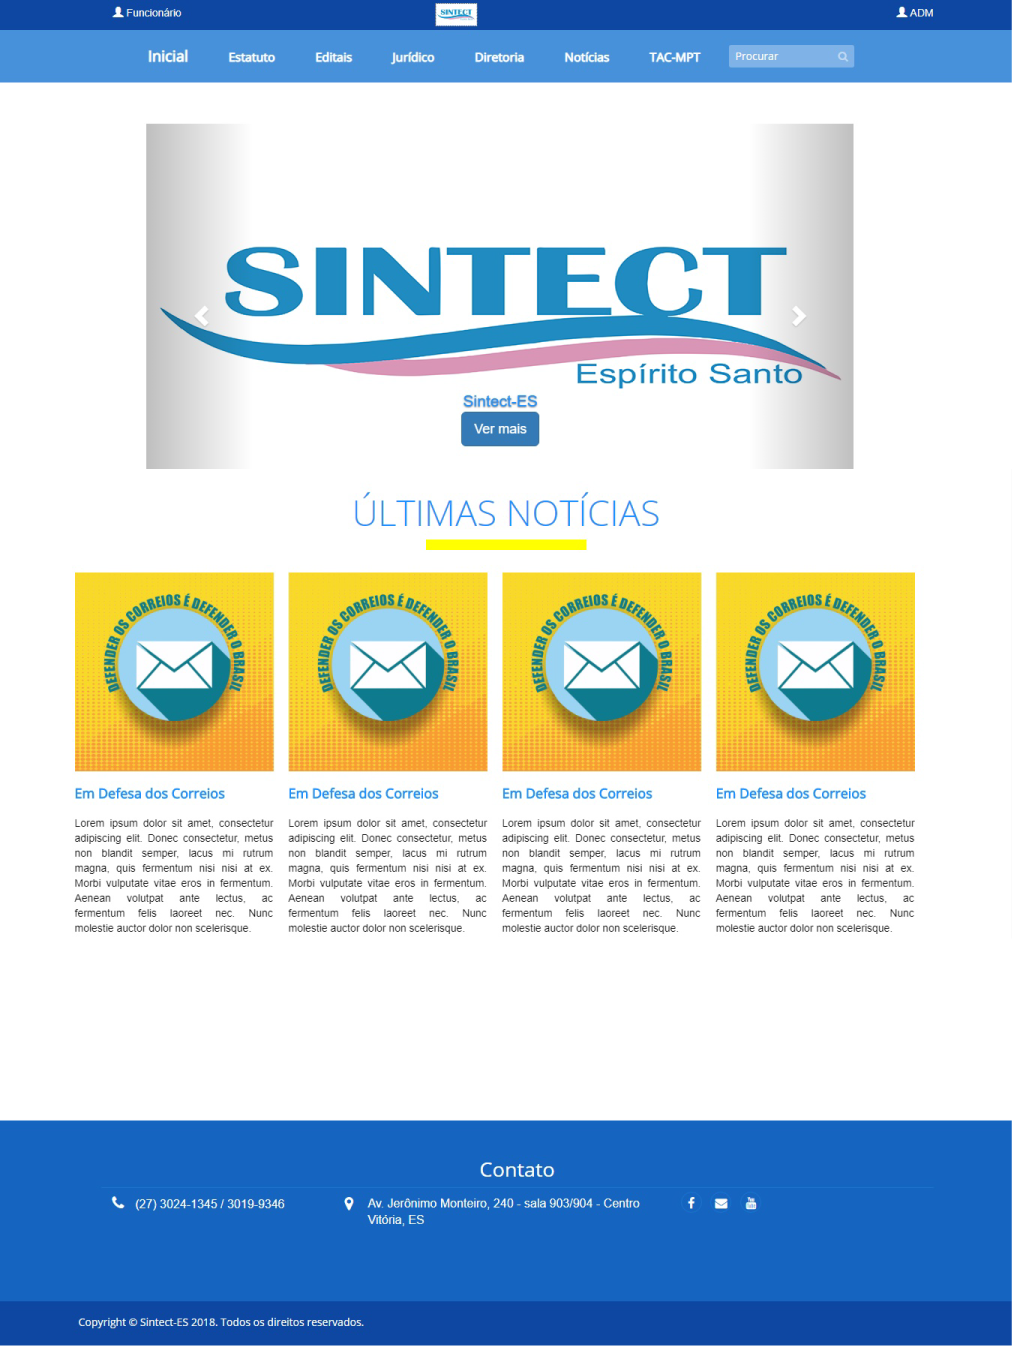 Funcionário
SINTECT
ADM
Inicial
Estatuto
Editais
Jurídico
Diretoria
Notícias
TAC-MPT
Procurar
SINTECT
Espírito Santo
Sintect-ES
Ver mais
ÚLTIMAS NOTÍCIAS
DEFENDER OS CORREIOS É DEFENDER O BRASIL
Em Defesa dos Correios
Lorem ipsum dolor sit amet, consectetur
adipiscing elit. Donec consectetur, metus
non blandit semper, lacus mi rutrum
magna, quis fermentum nisi nisi at ex.
Morbi vulputate vitae eros in fermentum.
Aenean volutpat ante lectus, ac
fermentum felis laoreet nec. Nunc
molestie auctor dolor non scelerisque.
DEFENDER OS CORREIOS É DEFENDER O BRASIL
Em Defesa dos Correios
Lorem ipsum dolor sit amet, consectetur
adipiscing elit. Donec consectetur, metus
non blandit semper, lacus mi rutrum
magna, quis fermentum nisi nisi at ex.
Morbi vulputate vitae eros in fermentum.
Aenean volutpat ante lectus, ac
fermentum felis laoreet nec. Nunc
molestie auctor dolor non scelerisque.
DEFENDER OS CORREIOS É DEFENDER O BRASIL
Em Defesa dos Correios
Lorem ipsum dolor sit amet, consectetur
adipiscing elit. Donec consectetur, metus
non blandit semper, lacus mi rutrum
magna, quis fermentum nisi nisi at ex.
Morbi vulputate vitae eros in fermentum.
Aenean volutpat ante lectus, ac
fermentum felis laoreet nec. Nunc
molestie auctor dolor non scelerisque.
DEFENDER OS CORREIOS É DEFENDER O BRASIL
Em Defesa dos Correios
Lorem ipsum dolor sit amet, consectetur
adipiscing elit. Donec consectetur, metus
non blandit semper, lacus mi rutrum
magna, quis fermentum nisi nisi at ex.
Morbi vulputate vitae eros in fermentum.
Aenean volutpat ante lectus, ac
fermentum felis laoreet nec. Nunc
molestie auctor dolor non scelerisque.
Contato
(27) 3024-1345 / 3019-9346
Av. Jerônimo Monteiro, 240 - sala 903/904 - Centro
Vitória, ES
Copyright © Sintect-ES 2018. Todos os direitos reservados.